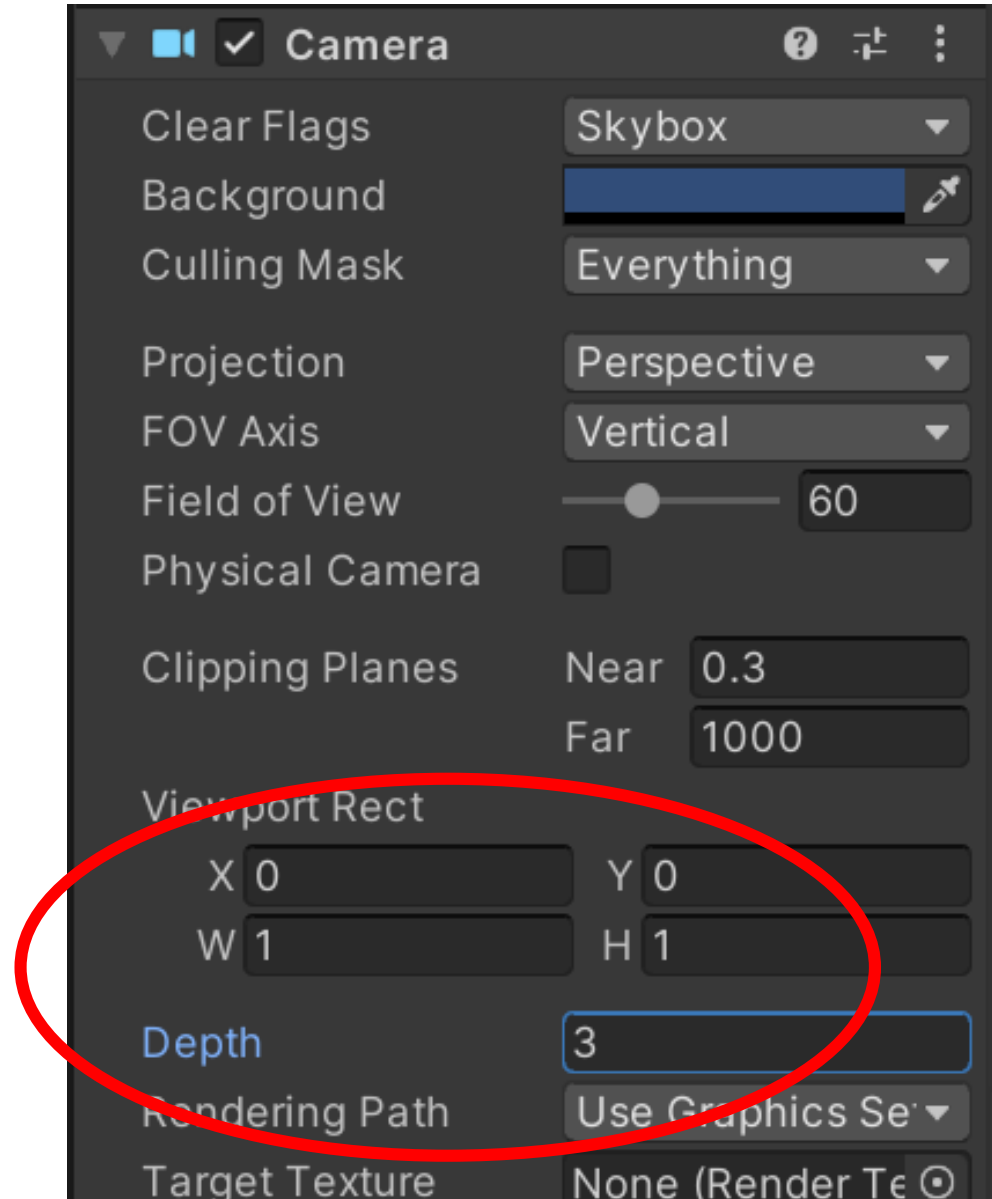 Camera
Clear Flags Skybox
Background
Culling Mask Everything
Projection Perspective
FOV Axis Vertical
Field of View 60
Physical Camera
Clipping Planes Near 0.3
Far 1000
Viewport Rect
X 0 Y 0
W 1 H 1
Depth 3
Rendering Path Use Graphics Se
Target Texture None (Render Te